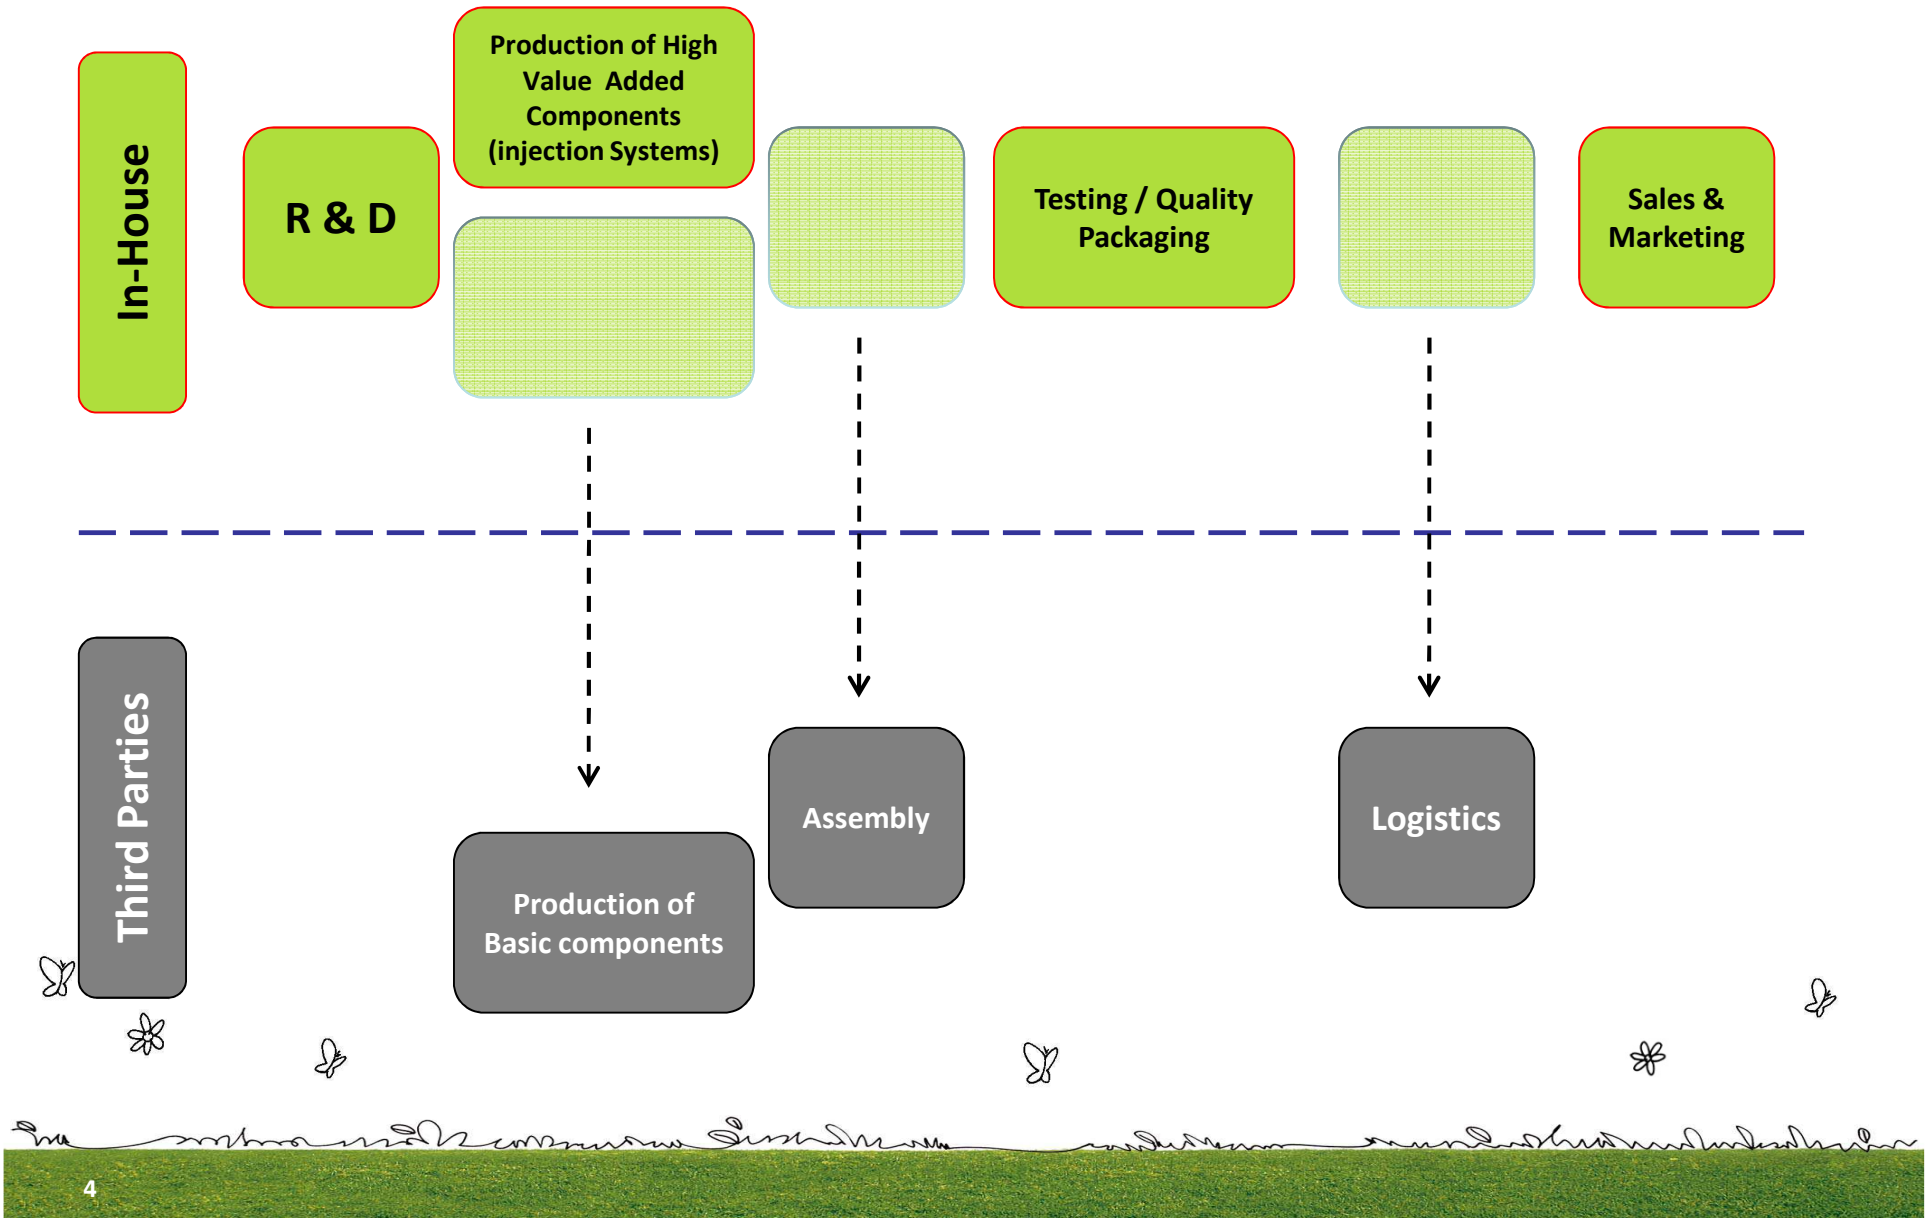 In-House
R & D
Production of High
Value Added
Components
(injection Systems)
Testing / Quality
Packaging
Sales &
Marketing
Third Parties
Production of
Basic components
Assembly
Logistics
4